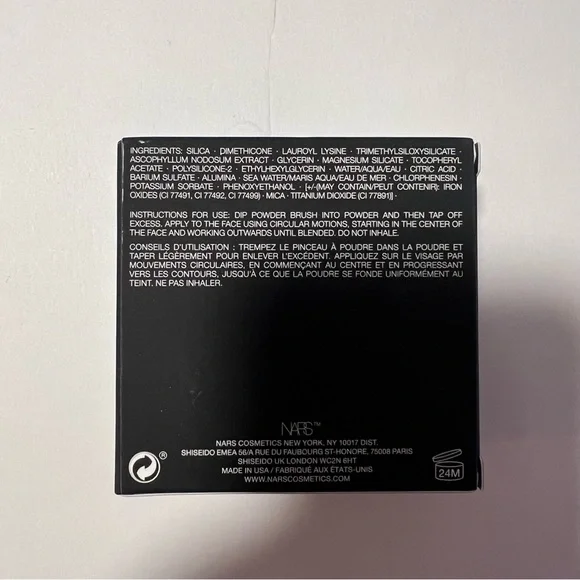 INGREDIENTS: SILICA · DIMETHICONE · LAUROYL LYSINE · TRIMETHYLSILOXYSILICATE ·
ASCOPHYLLUM NODOSUM EXTRACT · GLYCERIN · MAGNESIUM SILICATE · TOCOPHERYL
ACETATE · POLYSILICONE-2 · ETHYLHEXYLGLYCERIN · WATER/AQUA/EAU · CITRIC ACID ·
BARIUM SULFATE · ALUMINA · SEA WATER/MARIS AQUA/EAU DE MER · CHLORPHENESIN ·
POTASSIUM SORBATE · PHENOXYETHANOL · [+/-(MAY CONTAIN/PEUT CONTENIR): IRON
OXIDES (CI 77491, CI 77492, CI 77499) · MICA · TITANIUM DIOXIDE (CI 77891)] ·
INSTRUCTIONS FOR USE: DIP POWDER BRUSH INTO POWDER AND THEN TAP OFF
EXCESS. APPLY TO THE FACE USING CIRCULAR MOTIONS, STARTING IN THE CENTER OF
THE FACE AND WORKING OUTWARDS UNTIL BLENDED. DO NOT INHALE.
CONSEILS D'UTILISATION : TREMPEZ LE PINCEAU À POUDRE DANS LA POUDRE ET
TAPER LÉGÈREMENT POUR ENLEVER L'EXCÉDENT. APPLIQUEZ SUR LE VISAGE PAR
MOUVEMENTS CIRCULAIRES, EN COMMENÇANT AU CENTRE ET EN PROGRESSANT
VERS LES CONTOURS, JUSQU'À CE QUE LA POUDRE SE FONDE UNIFORMÉMENT AU
TEINT. NE PAS INHALER.
NARS™
NARS COSMETICS NEW YORK, NY 10017 DIST.
SHISEIDO EMEA 56/A RUE DU FAUBOURG ST-HONORE, 75008 PARIS
SHISEIDO UK LONDON WC2N 6HT
MADE IN USA / FABRIQUÉ AUX ÉTATS-UNIS
WWW.NARSCOSMETICS.COM
®
24M